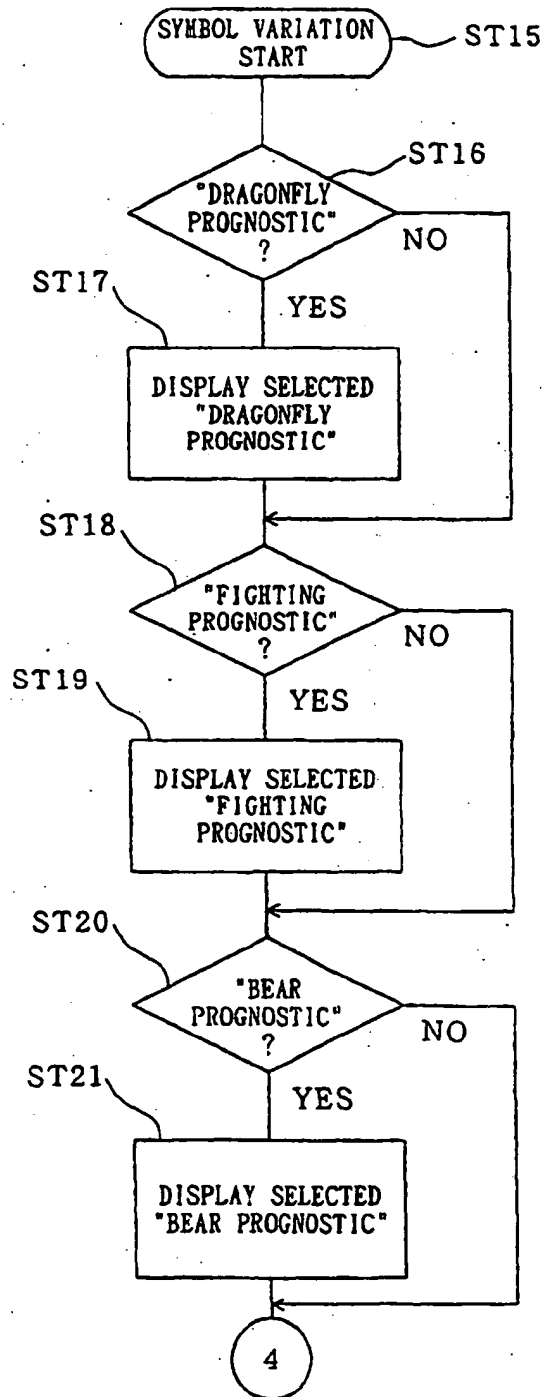 SYMBOL VARIATION
START
ST15
ST16
"DRAGONFLY
PROGNOSTIC"
?
NO
YES
ST17
DISPLAY SELECTED
"DRAGONFLY
PROGNOSTIC"
ST18
"FIGHTING
PROGNOSTIC"
?
NO
YES
ST19
DISPLAY SELECTED
"FIGHTING
PROGNOSTIC"
ST20
"BEAR
PROGNOSTIC"
?
NO
YES
ST21
DISPLAY SELECTED
"BEAR PROGNOSTIC"
4